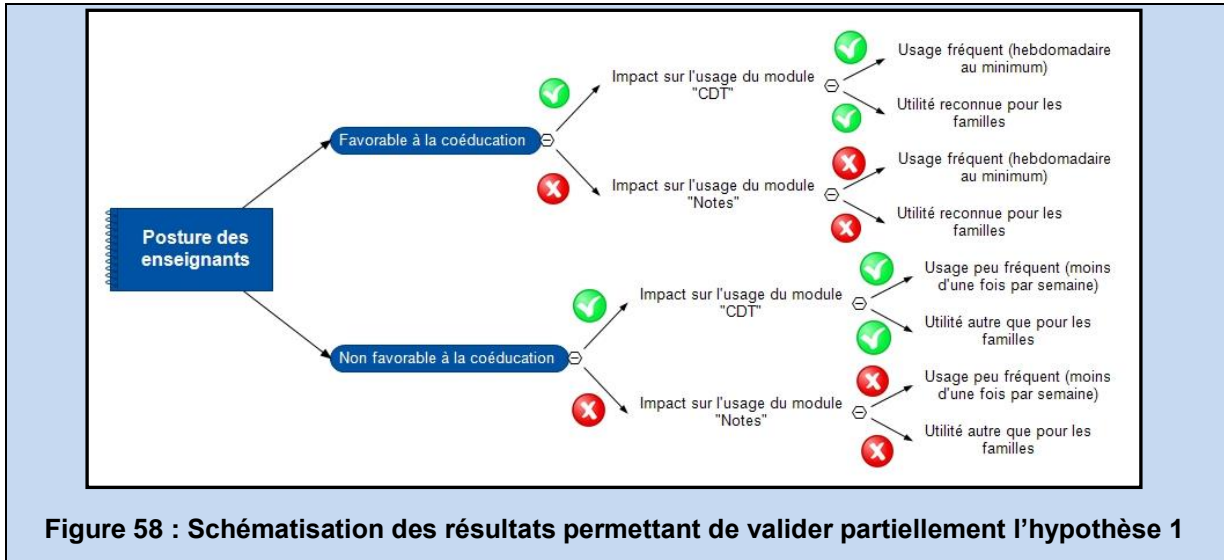 Posture des
enseignants
Favorable à la coéducation
Impact sur l'usage du module
"CDT"
Usage fréquent (hebdomadaire
au minimum)
Utilité reconnue pour les
familles
Impact sur l'usage du module
"Notes"
Usage fréquent (hebdomadaire
au minimum)
Utilité reconnue pour les
familles
Non favorable à la coéducation
Impact sur l'usage du module
"CDT"
Usage peu fréquent (moins
d'une fois par semaine)
Utilité autre que pour les
familles
Impact sur l'usage du module
"Notes"
Usage peu fréquent (moins
d'une fois par semaine)
Utilité autre que pour les
familles
Figure 58 : Schématisation des résultats permettant de valider partiellement l’hypothèse 1